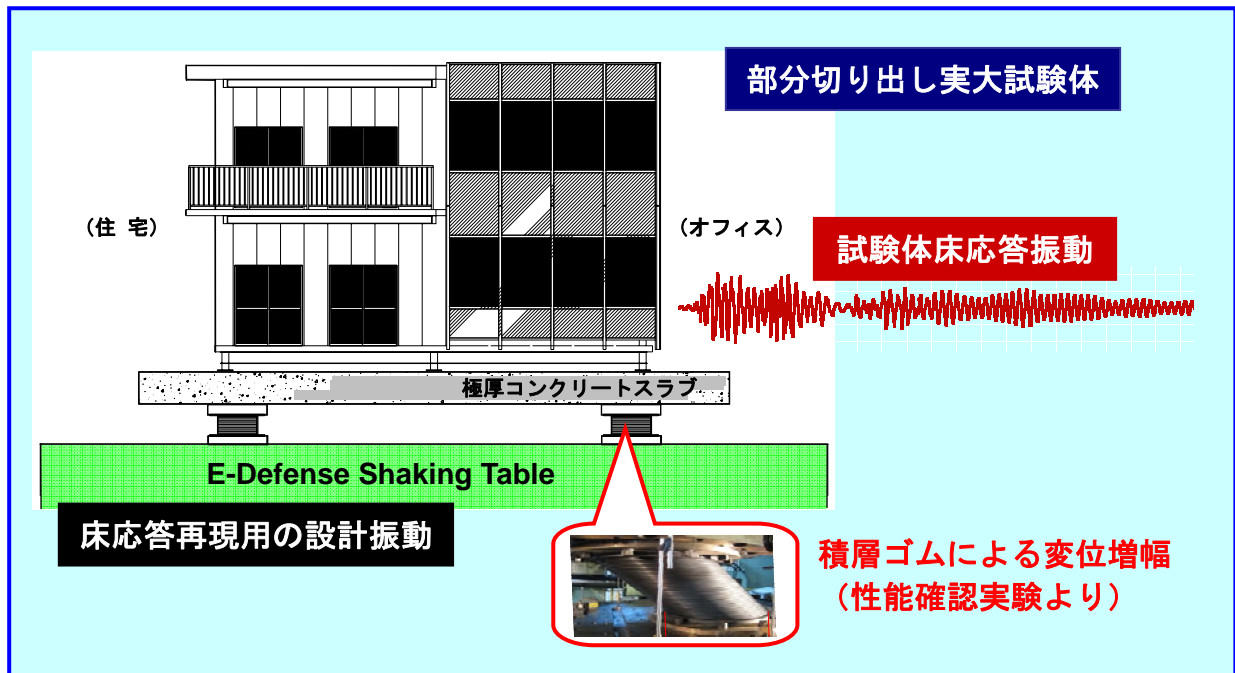 部分切り出し実大試験体
（住 宅）
（オフィス）
試験体床応答振動
極厚コンクリートスラブ
E-Defense Shaking Table
床応答再現用の設計振動
積層ゴムによる変位増幅
（性能確認実験より）